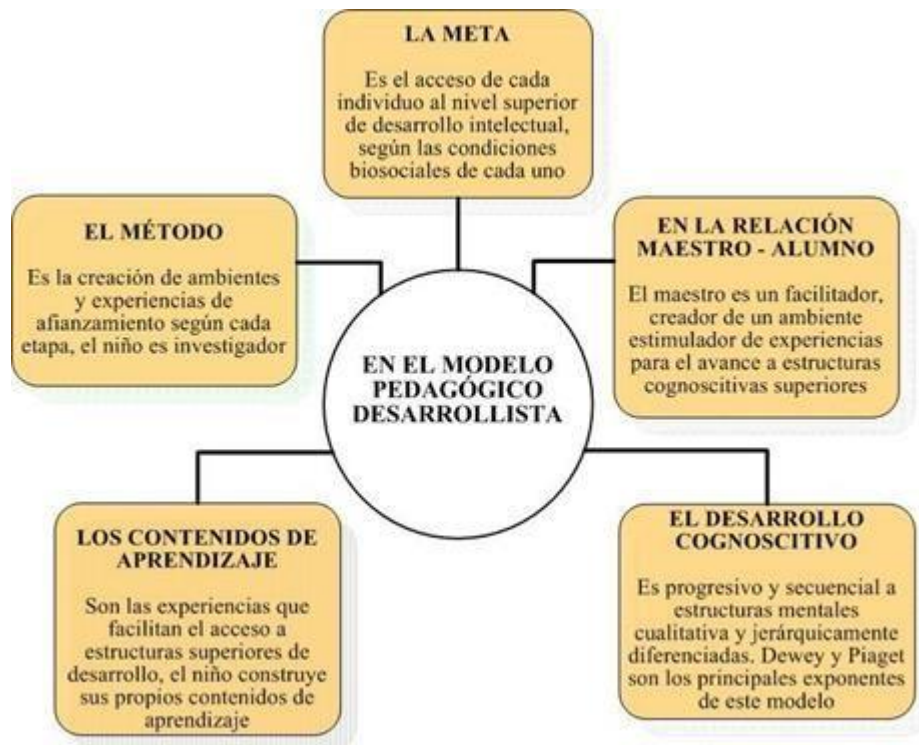 LA META
Es el acceso de cada
individuo al nivel superior
de desarrollo intelectual,
según las condiciones
biosociales de cada uno
EL MÉTODO
Es la creación de ambientes
y experiencias de
afianzamiento según cada
etapa, el niño es investigador
EN LA RELACIÓN
MAESTRO - ALUMNO
El maestro es un facilitador,
creador de un ambiente
estimulador de experiencias
para el avance a estructuras
cognoscitivas superiores
EN EL MODELO
PEDAGÓGICO
DESARROLLISTA
LOS CONTENIDOS DE
APRENDIZAJE
Son las experiencias que
facilitan el acceso a
estructuras superiores de
desarrollo, el niño construye
sus propios contenidos de
aprendizaje
EL DESARROLLO
COGNOSCITIVO
Es progresivo y secuencial a
estructuras mentales
cualitativa y jerárquicamente
diferenciadas. Dewey y Piaget
son los principales exponentes
de este modelo